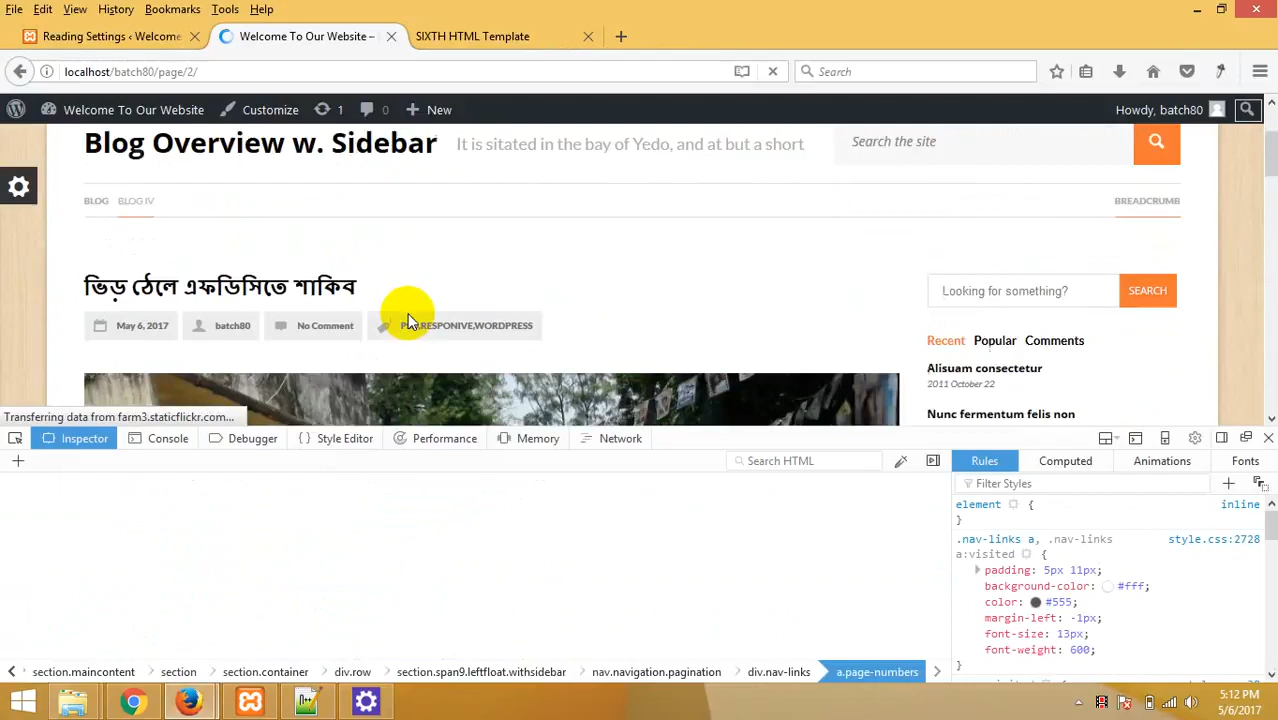 File Edit View History Bookmarks Tools Help
Reading Settings ‹ Welcome
Welcome To Our Website –
SIXTH HTML Template
localhost/batch80/page/2/
Search
Welcome To Our Website
Customize
1
0
New
Howdy, batch80
Blog Overview w. Sidebar
It is sitated in the bay of Yedo, and at but a short
Search the site
BLOG BLOG IV
BREADCRUMB
ভিড় ঠেলে এফডিসিতে শাকিব
May 6, 2017
batch80
No Comment
RESPONIVE,WORDPRESS
Looking for something?
SEARCH
Recent Popular Comments
Alisuam consectetur
2011 October 22
Nunc fermentum felis non
Transferring data from farm3.staticflickr.com...
Inspector Console Debugger Style Editor Performance Memory Network
Search HTML
Rules Computed Animations Fonts
Filter Styles
element { inline
}
.nav-links a, .nav-links style.css:2728
a:visited {
padding: 5px 11px;
background-color: #fff;
color: #555;
margin-left: -1px;
font-size: 13px;
font-weight: 600;
}
section.maincontent section section.container div.row section.span9.leftfloat.withsidebar nav.navigation.pagination div.nav-links a.page-numbers
5:12 PM
5/6/2017